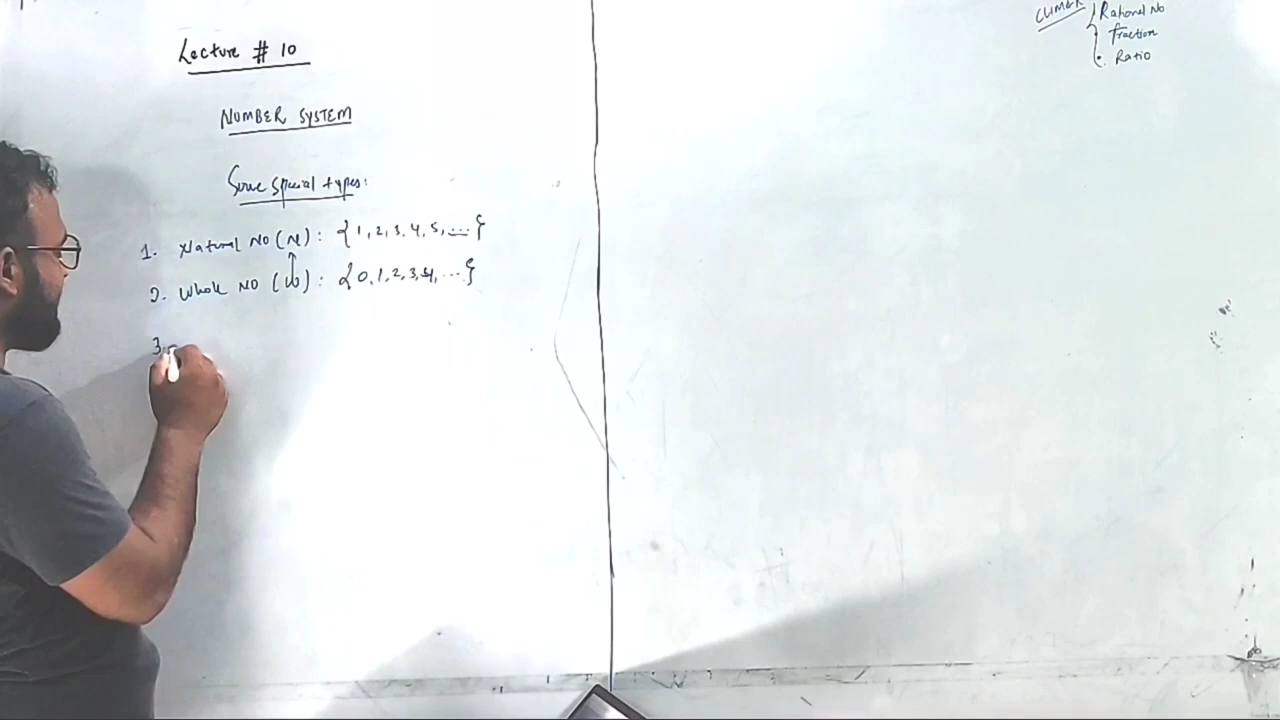 Lecture # 10
NUMBER SYSTEM
Some special types:
1. Natural No (N): {1, 2, 3, 4, 5, ...}
2. Whole No (W): {0, 1, 2, 3, 4, ...}
3.
Rational No
fraction
Ratio